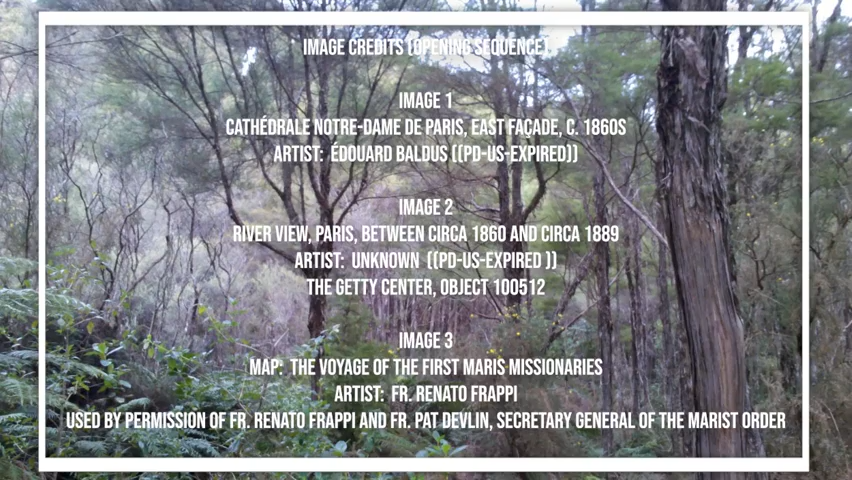 IMAGE CREDITS (OPENING SEQUENCE)
IMAGE 1
CATHÉDRALE NOTRE-DAME DE PARIS, EAST FAÇADE, C. 1860S
ARTIST: ÉDOUARD BALDUS ((PD-US-EXPIRED))
IMAGE 2
RIVER VIEW, PARIS, BETWEEN CIRCA 1860 AND CIRCA 1889
ARTIST: UNKNOWN ((PD-US-EXPIRED ))
THE GETTY CENTER, OBJECT 100512
IMAGE 3
MAP: THE VOYAGE OF THE FIRST MARIS MISSIONARIES
ARTIST: FR. RENATO FRAPPI
USED BY PERMISSION OF FR. RENATO FRAPPI AND FR. PAT DEVLIN, SECRETARY GENERAL OF THE MARIST ORDER